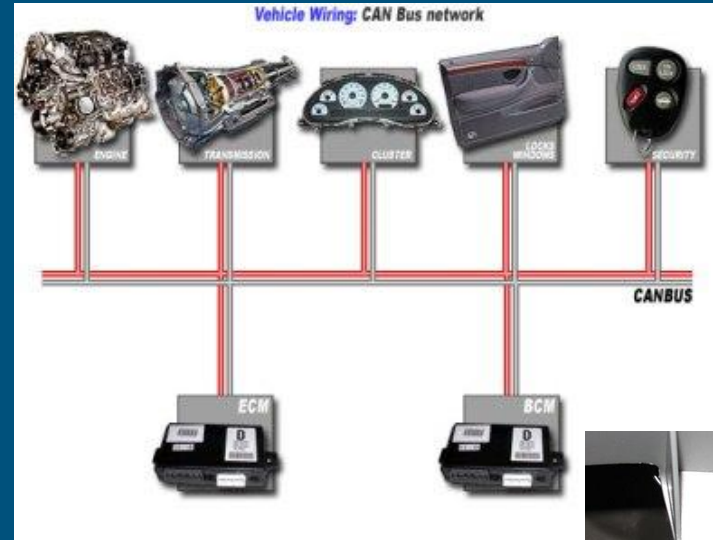 Vehicle Wiring: CAN Bus network
ENGINE
TRANSMISSION
CLUSTER
LOCKS
WINDOWS
SECURITY
CANBUS
ECM
BCM
D
D